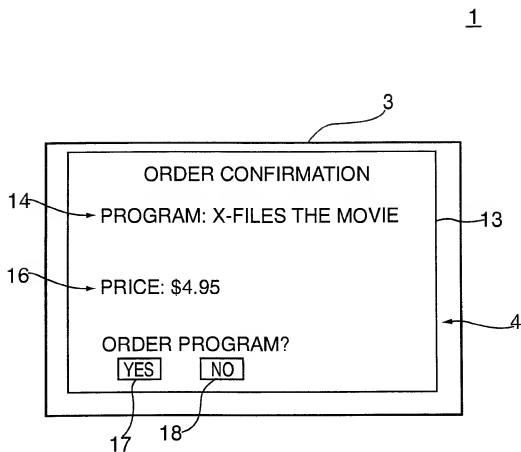 1
3
ORDER CONFIRMATION
14
PROGRAM: X-FILES THE MOVIE
13
16
PRICE: $4.95
4
ORDER PROGRAM?
YES
NO
17
18